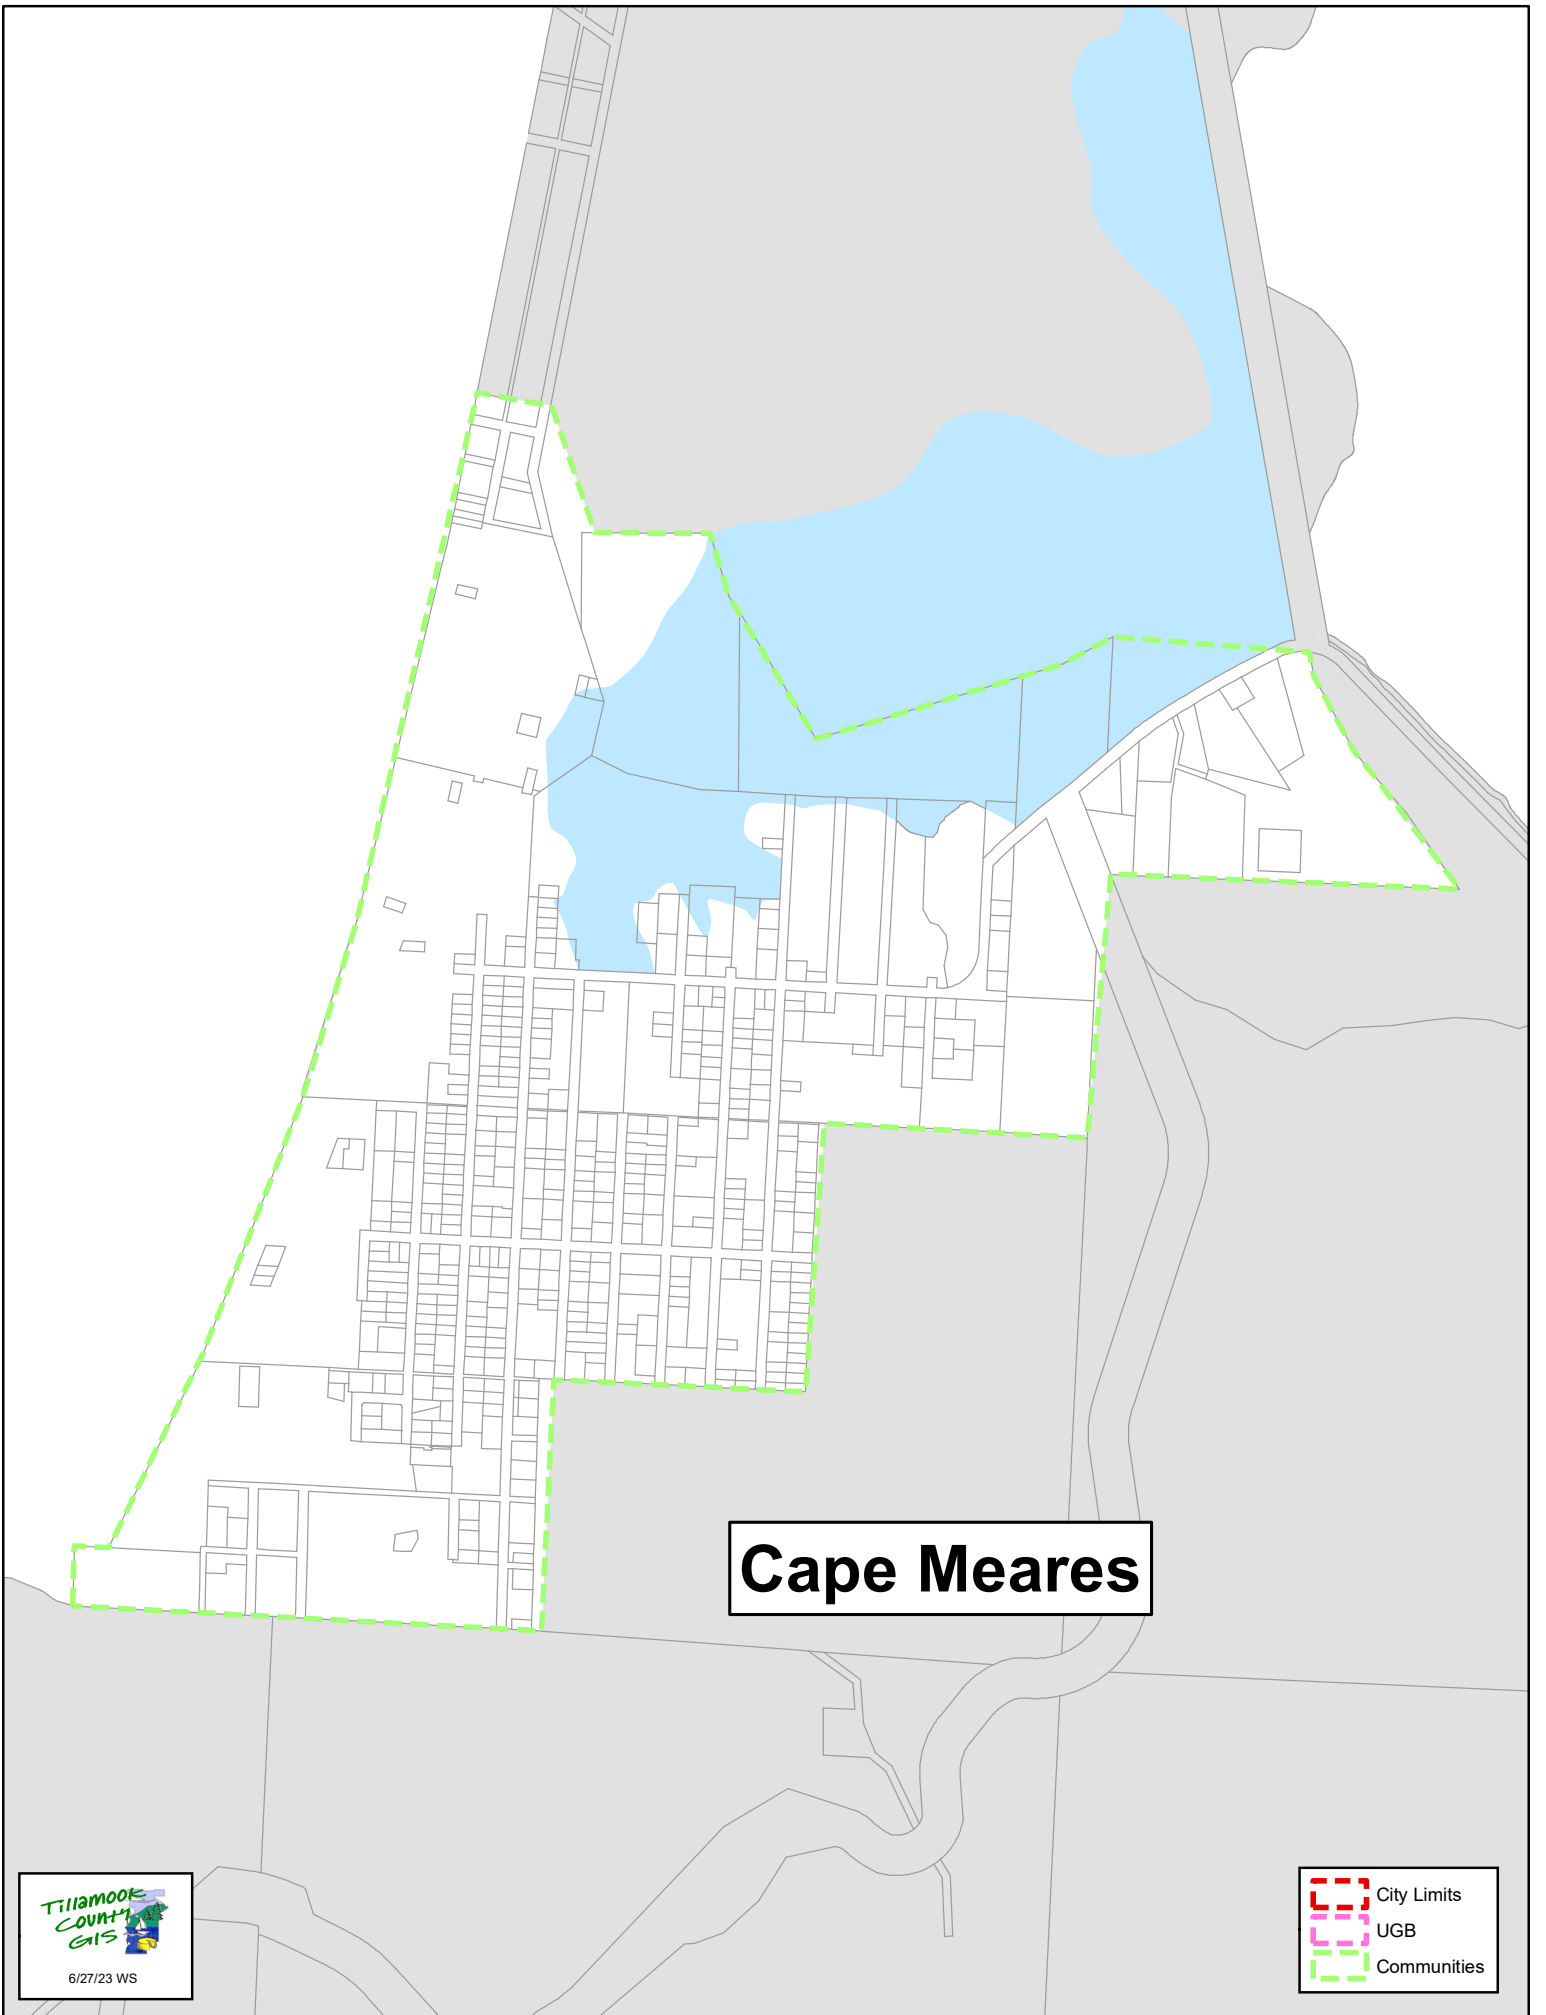 Cape Meares
Tillamook
County
GIS
6/27/23 WS
City Limits
UGB
Communities